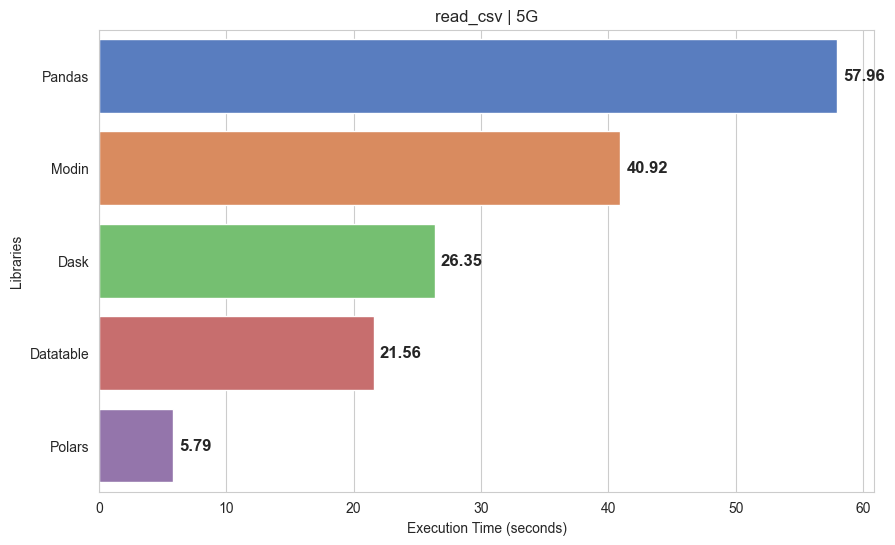 read_csv | 5G
Libraries
Pandas
57.96
Modin
40.92
Dask
26.35
Datatable
21.56
Polars
5.79
0 10 20 30 40 50 60
Execution Time (seconds)